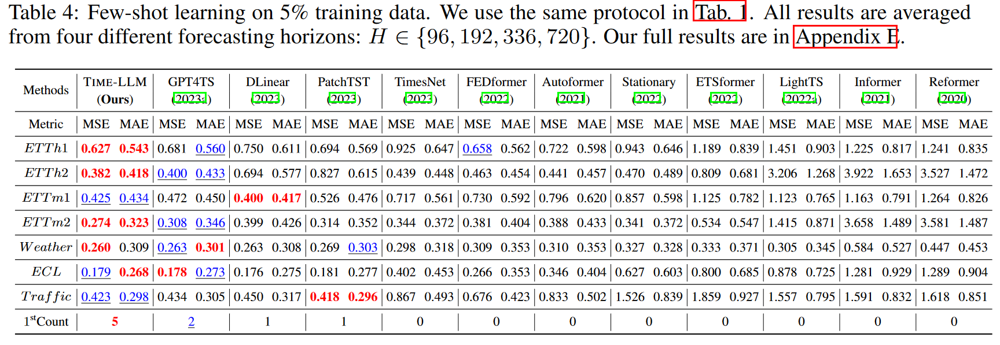 Table 4: Few-shot learning on 5% training data. We use the same protocol in Tab. 1. All results are averaged
from four different forecasting horizons: H ∈ {96, 192, 336, 720}. Our full results are in Appendix E.
Methods TIME-LLM (Ours) GPT4TS (2023a) DLinear (2023) PatchTST (2023) TimesNet (2023) FEDformer (2022) Autoformer (2021) Stationary (2022) ETSformer (2022) LightTS (2022a) Informer (2021) Reformer (2020)
Metric MSE MAE MSE MAE MSE MAE MSE MAE MSE MAE MSE MAE MSE MAE MSE MAE MSE MAE MSE MAE MSE MAE MSE MAE
ETTh1 0.627 0.543 0.681 0.560 0.750 0.611 0.694 0.569 0.925 0.647 0.658 0.562 0.722 0.598 0.943 0.646 1.189 0.839 1.451 0.903 1.225 0.817 1.241 0.835
ETTh2 0.382 0.418 0.400 0.433 0.694 0.577 0.827 0.615 0.439 0.448 0.463 0.454 0.441 0.457 0.470 0.489 0.809 0.681 3.206 1.268 3.922 1.653 3.527 1.472
ETTm1 0.425 0.434 0.472 0.450 0.400 0.417 0.526 0.476 0.717 0.561 0.730 0.592 0.796 0.620 0.857 0.598 1.125 0.782 1.123 0.765 1.163 0.791 1.264 0.826
ETTm2 0.274 0.323 0.308 0.346 0.399 0.426 0.314 0.352 0.344 0.372 0.381 0.404 0.388 0.433 0.341 0.372 0.534 0.547 1.415 0.871 3.658 1.489 3.581 1.487
Weather 0.260 0.309 0.263 0.301 0.263 0.308 0.269 0.303 0.298 0.318 0.309 0.353 0.310 0.353 0.327 0.328 0.333 0.371 0.305 0.345 0.584 0.527 0.447 0.453
ECL 0.179 0.268 0.178 0.273 0.176 0.275 0.181 0.277 0.402 0.453 0.266 0.353 0.346 0.404 0.627 0.603 0.800 0.685 0.878 0.725 1.281 0.929 1.289 0.904
Traffic 0.423 0.298 0.434 0.305 0.450 0.317 0.418 0.296 0.867 0.493 0.676 0.423 0.833 0.502 1.526 0.839 1.859 0.927 1.557 0.795 1.591 0.832 1.618 0.851
1stCount 5 2 1 1 0 0 0 0 0 0 0 0